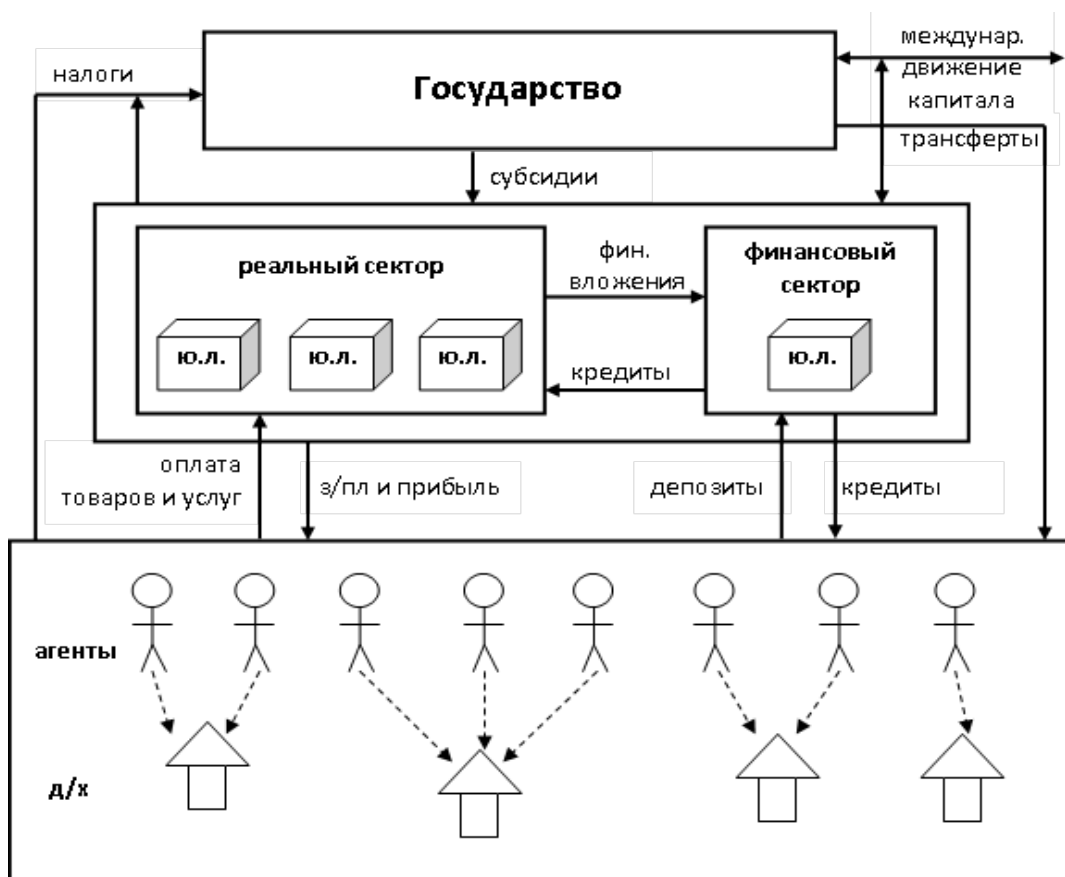 налоги
Государство
междунар.
движение
капитала
трансферты
субсидии
реальный сектор
ю.л.
ю.л.
ю.л.
фин.
вложения
кредиты
финансовый
сектор
ю.л.
оплата
товаров и услуг
з/пл и прибыль
депозиты
кредиты
агенты
д/х